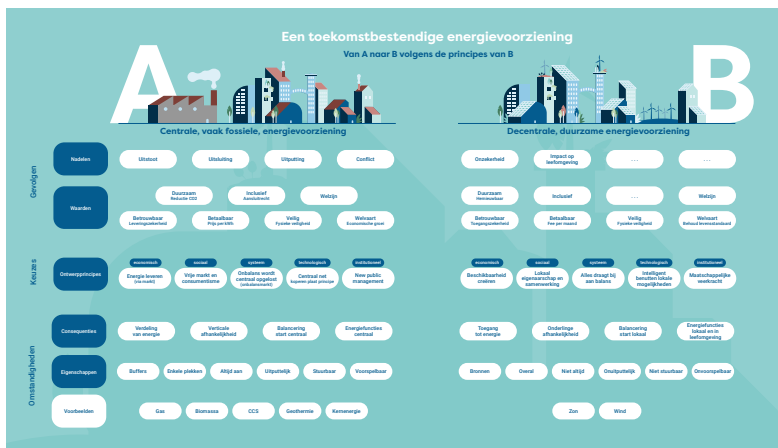 Een toekomstbestendige energievoorziening
Van A naar B volgens de principes van B
A
B
Centrale, vaak fossiele, energievoorziening
Decentrale, duurzame energievoorziening
Gevolgen
Nadelen
Uitstoot
Uitsluiting
Uitputting
Conflict
Onzekerheid
Impact op
leefomgeving
...
...
Waarden
Duurzaam
Reductie CO2
Inclusief
Aansluitrecht
Welzijn
Duurzaam
Hernieuwbaar
Inclusief
...
Welzijn
Betrouwbaar
Leveringszekerheid
Betaalbaar
Prijs per kWh
Veilig
Fysieke veiligheid
Welvaart
Economische groei
Betrouwbaar
Toegangszekerheid
Betaalbaar
Fee per maand
Veilig
Fysieke veiligheid
Welvaart
Behoud levensstandaard
Keuzes
Ontwerpprincipes
economisch
Energie leveren
(via markt)
sociaal
Vrije markt en
consumentisme
systeem
Onbalans wordt
centraal opgelost
(onbalansmarkt)
technologisch
Centraal net
koperen plaat principe
institutioneel
New public
management
economisch
Beschikbaarheid
creëren
sociaal
Lokaal
eigenaarschap en
samenwerking
systeem
Alles draagt bij
aan balans
technologisch
Intelligent
benutten lokale
mogelijkheden
institutioneel
Maatschappelijke
veerkracht
Omstandigheden
Consequenties
Verdeling
van energie
Verticale
afhankelijkheid
Balancering
start centraal
Energiefuncties
centraal
Toegang
tot energie
Onderlinge
afhankelijkheid
Balancering
start lokaal
Energiefuncties
lokaal en in
leefomgeving
Eigenschappen
Buffers
Enkele plekken
Altijd aan
Uitputtelijk
Stuurbaar
Voorspelbaar
Bronnen
Overal
Niet altijd
Onuitputtelijk
Niet stuurbaar
Onvoorspelbaar
Voorbeelden
Gas
Biomassa
CCS
Geothermie
Kernenergie
Zon
Wind